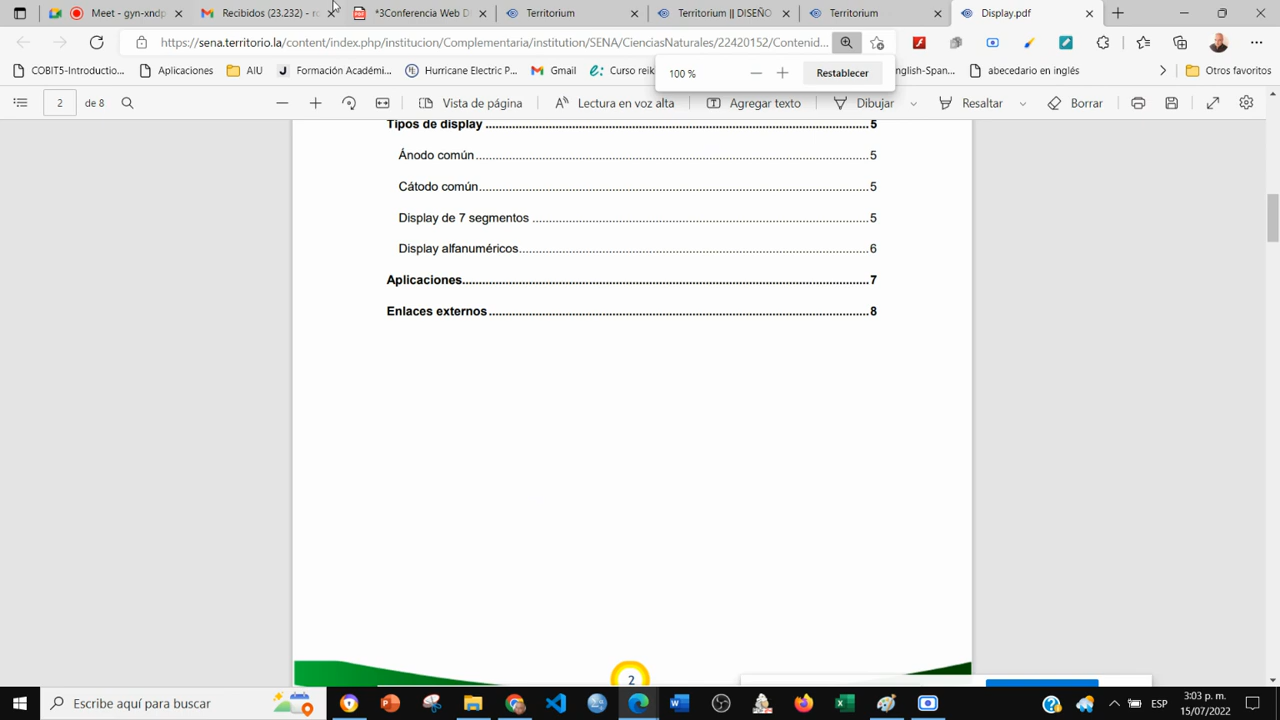 Meet - gyn-xndp
Recibidos (23.232) - ro
*3Conferencia Web D
Territorium
Territorium || DISEÑO
Territorium
Display.pdf
https://sena.territorio.la/content/index.php/institucion/Complementaria/institution/SENA/CienciasNaturales/22420152/Contenid...
100 %
Restablecer
COBIT5-Introductio...
Aplicaciones
AIU
Formación Académi...
Hurricane Electric P...
Gmail
Curso reik
nglish-Span...
abecedario en inglés
Otros favoritos
2 de 8
Vista de página
Lectura en voz alta
Agregar texto
Dibujar
Resaltar
Borrar
Tipos de display 5
Ánodo común 5
Cátodo común 5
Display de 7 segmentos 5
Display alfanuméricos 6
Aplicaciones 7
Enlaces externos 8
2
Escribe aquí para buscar
ESP
3:03 p. m.
15/07/2022